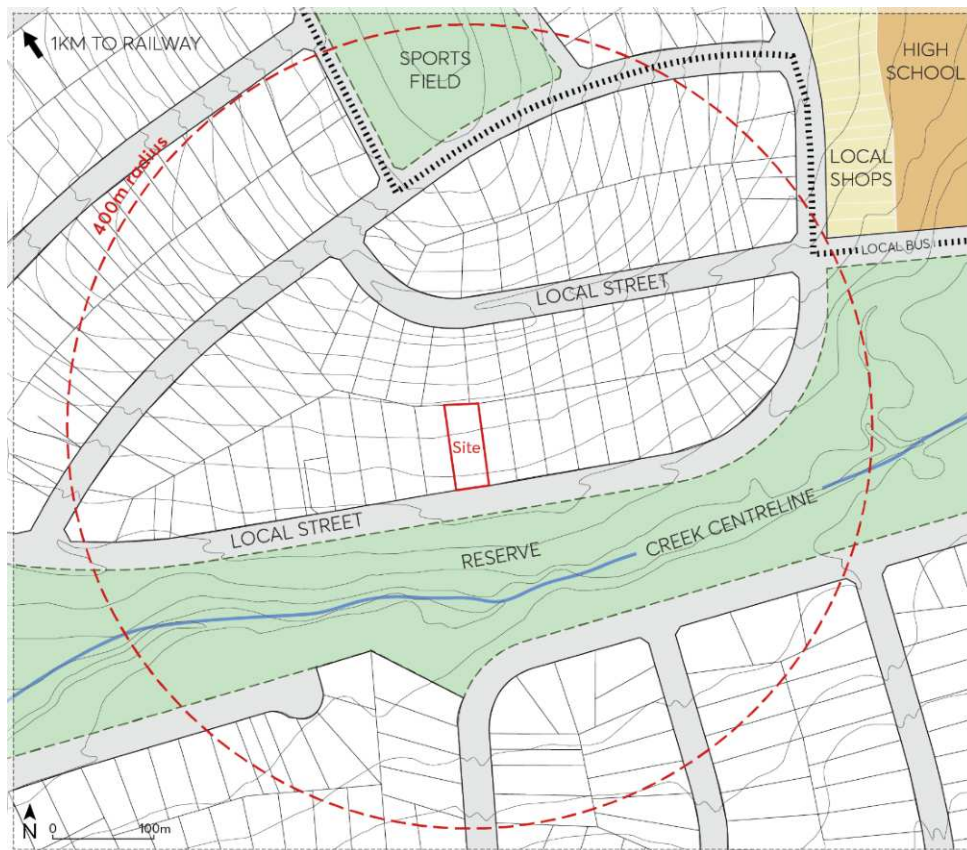 1KM TO RAILWAY
SPORTS
FIELD
HIGH
SCHOOL
400m radius
LOCAL
SHOPS
LOCAL BUS
LOCAL STREET
Site
LOCAL STREET
RESERVE
CREEK CENTRELINE
N
0
100m